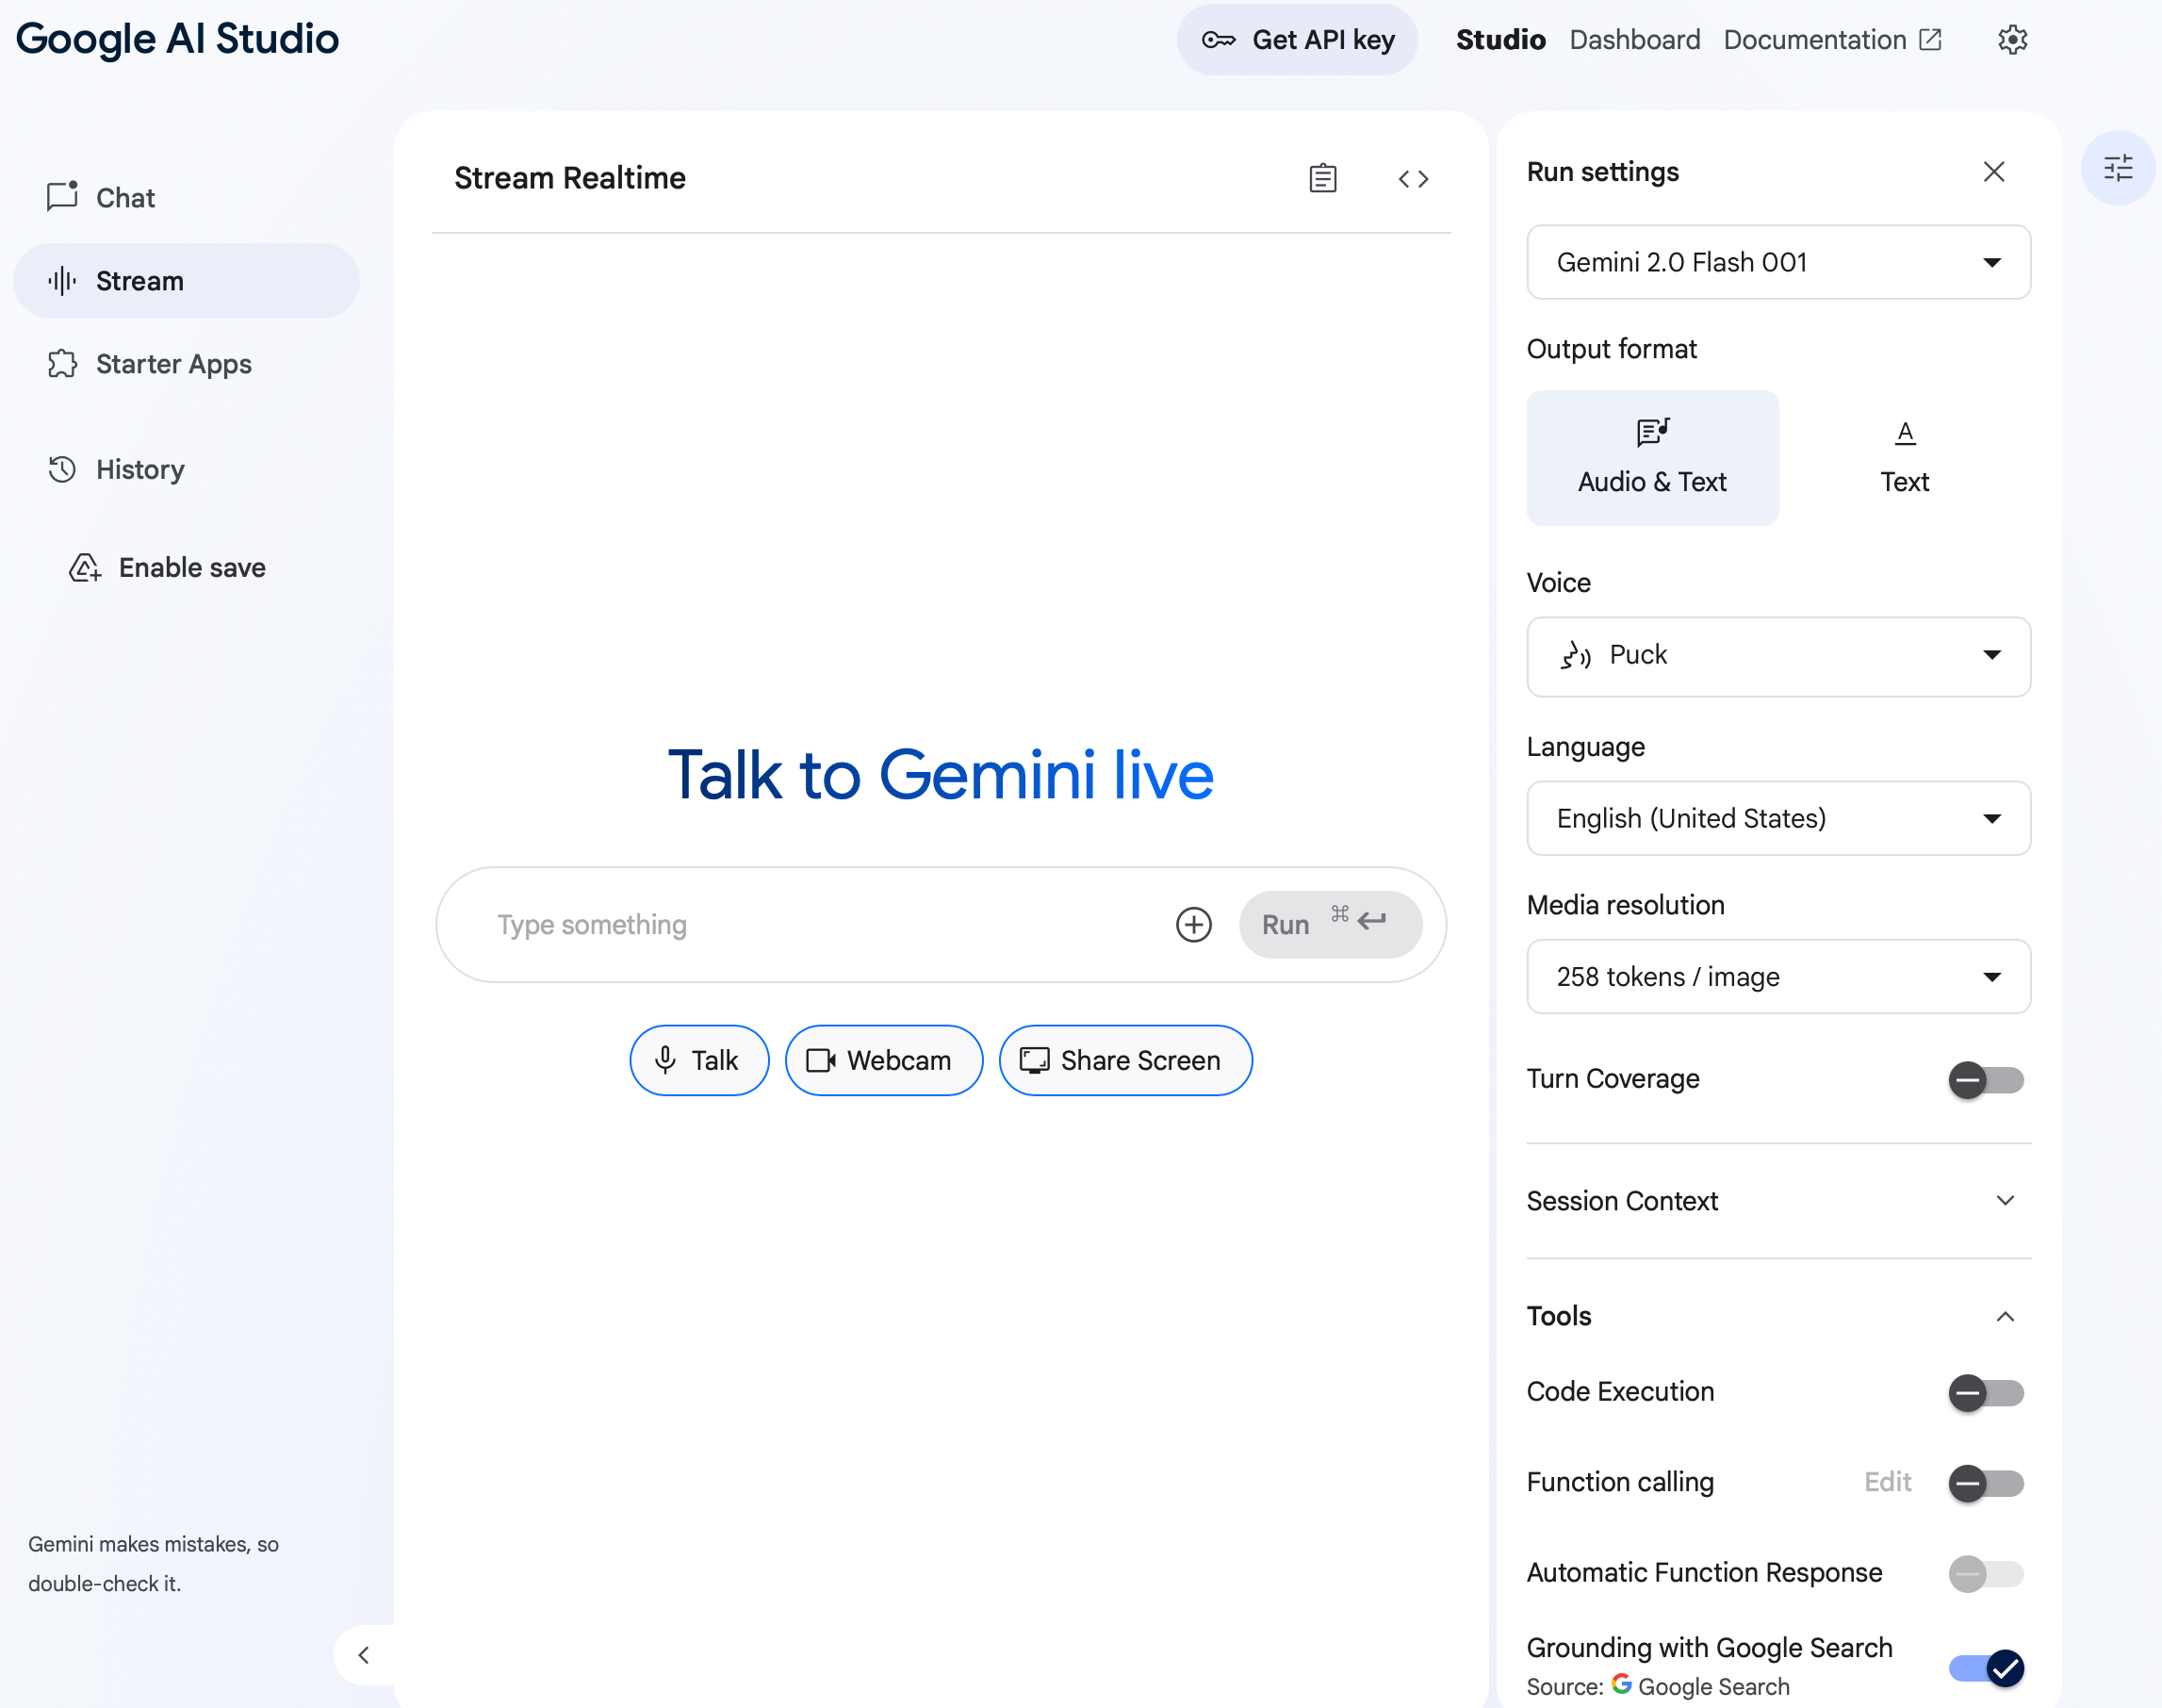 Google AI Studio
Get API key
Studio
Dashboard
Documentation
Chat
Stream
Starter Apps
History
Enable save
Gemini makes mistakes, so
double-check it.
Stream Realtime
Talk to Gemini live
Type something
Run ⌘
Talk
Webcam
Share Screen
Run settings
Gemini 2.0 Flash 001
Output format
Audio & Text
Text
Voice
Puck
Language
English (United States)
Media resolution
258 tokens / image
Turn Coverage
Session Context
Tools
Code Execution
Function calling
Edit
Automatic Function Response
Grounding with Google Search
Source: Google Search